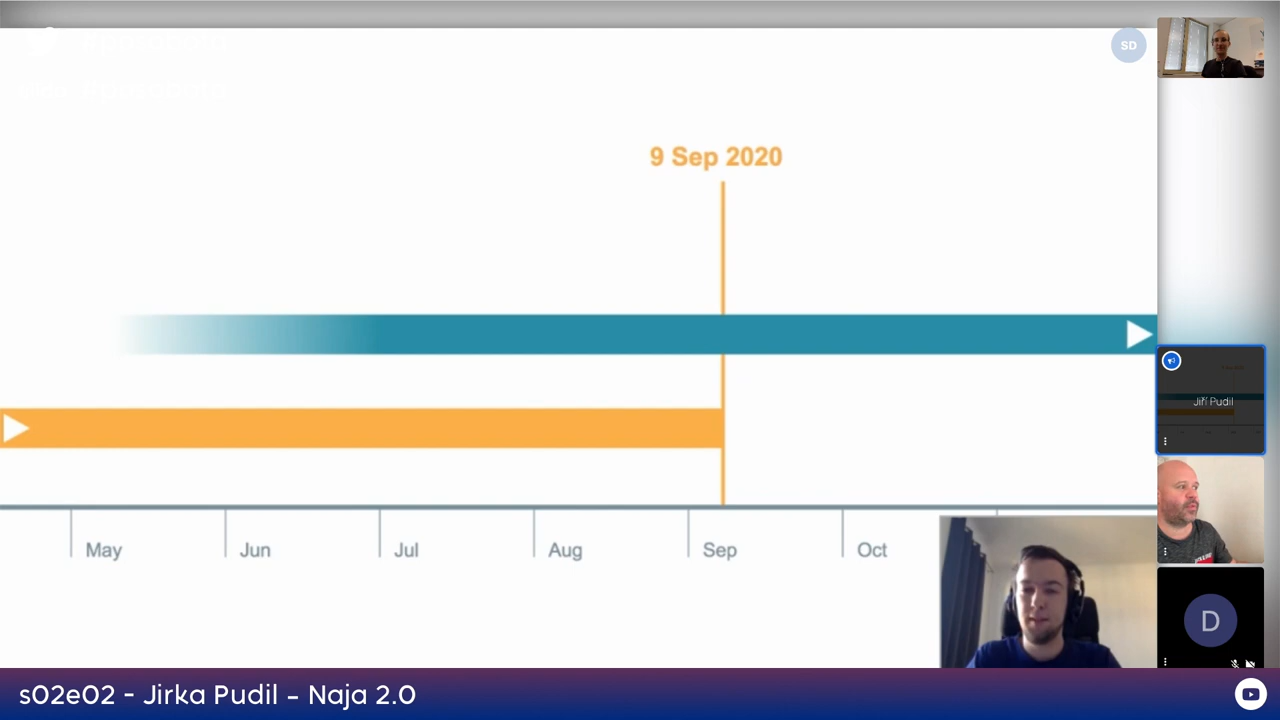 SD
9 Sep 2020
Jiří Pudil
May Jun Jul Aug Sep Oct
D
s02e02 - Jirka Pudil – Naja 2.0